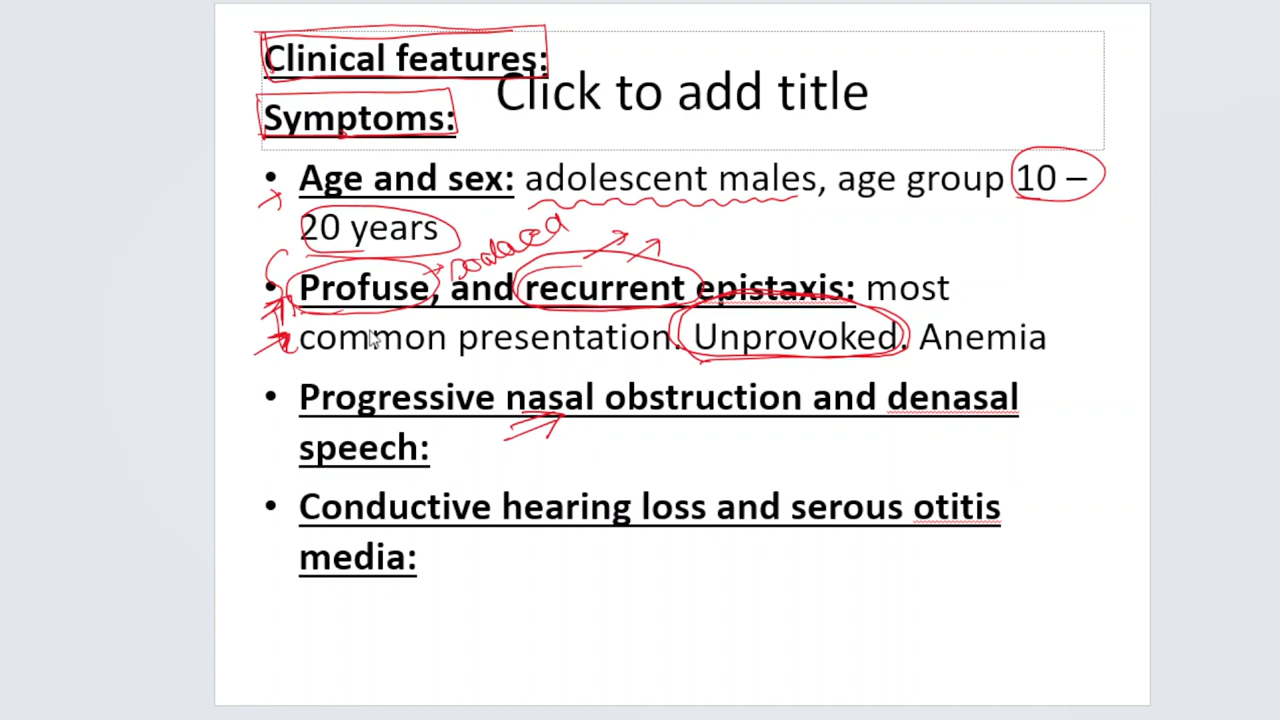 Clinical features:
Click to add title
Symptoms:
• Age and sex: adolescent males, age group 10 –
20 years
• Profuse, and recurrent epistaxis: most
common presentation. Unprovoked. Anemia
• Progressive nasal obstruction and denasal
speech:
• Conductive hearing loss and serous otitis
media: